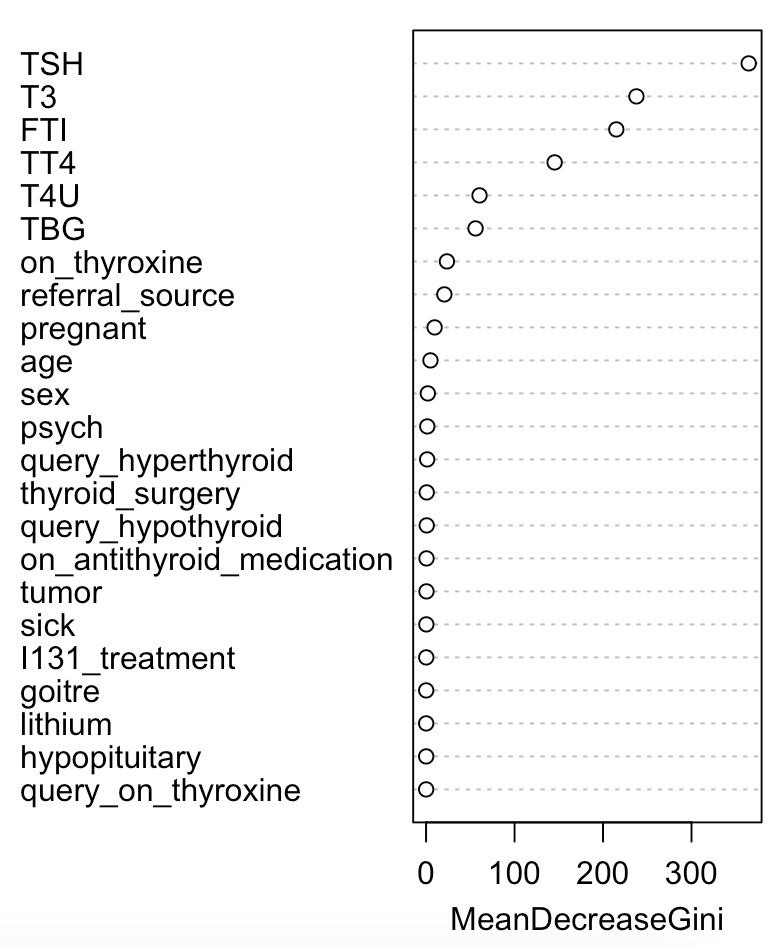 TSH
T3
FTI
TT4
T4U
TBG
on_thyroxine
referral_source
pregnant
age
sex
psych
query_hyperthyroid
thyroid_surgery
query_hypothyroid
on_antithyroid_medication
tumor
sick
I131_treatment
goitre
lithium
hypopituitary
query_on_thyroxine
0 100 200 300
MeanDecreaseGini